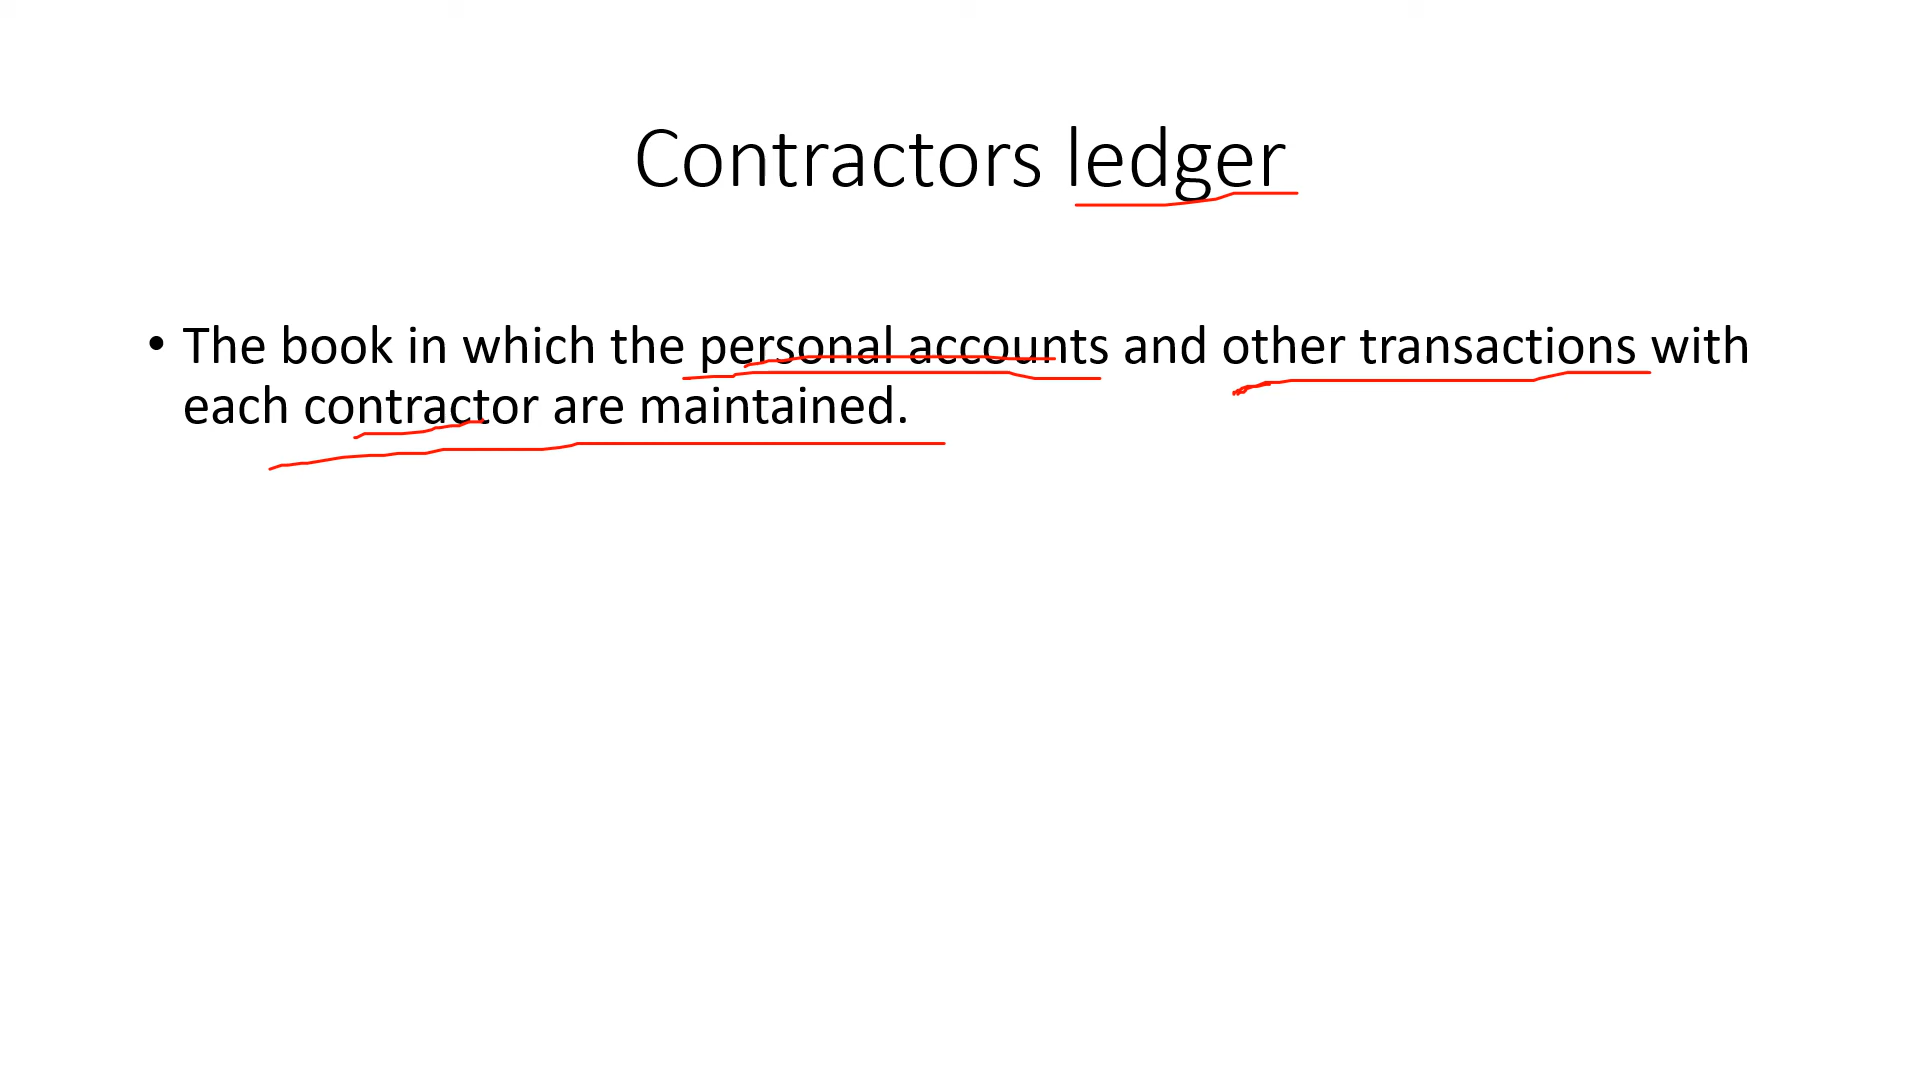 Contractors ledger
• The book in which the personal accounts and other transactions with
each contractor are maintained.